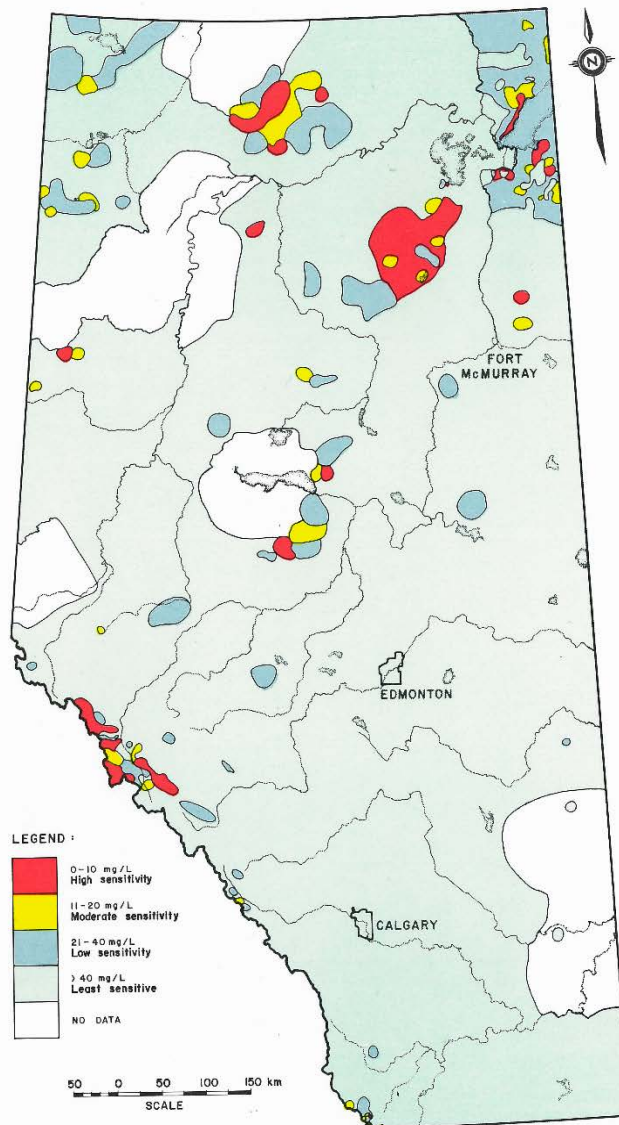 N
FORT
McMURRAY
EDMONTON
CALGARY
LEGEND :
0-10 mg/L
High sensitivity
11-20 mg/L
Moderate sensitivity
21-40 mg/L
Low sensitivity
>40 mg/L
Least sensitive
NO DATA
50 0 50 100 150 km
SCALE